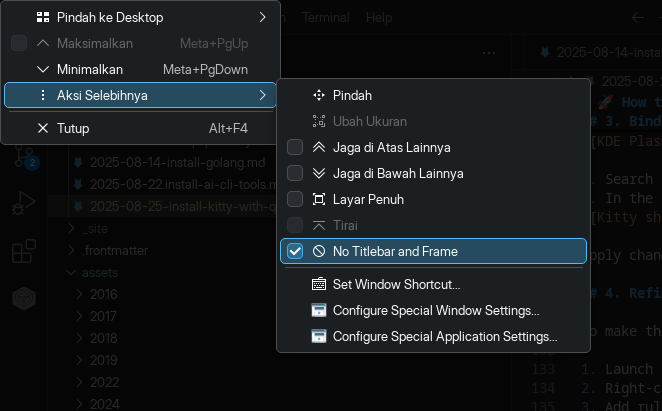 Pindah ke Desktop
Terminal Help
Maksimalkan Meta+PgUp
Minimalkan Meta+PgDown
Aksi Selebihnya
Tutup Alt+F4
Pindah
Ubah Ukuran
Jaga di Atas Lainnya
Jaga di Bawah Lainnya
Layar Penuh
Tirai
No Titlebar and Frame
Set Window Shortcut...
Configure Special Window Settings...
Configure Special Application Settings...
2
2025-08-14-install-golang.md
2025-08-22.install-ai-cli-tools.m
2025-08-25-install-kitty-with-q
_site
.frontmatter
assets
2016
2017
2018
2019
2022
2024
2025-08-14-insta
2025-08-2
🚀 How t
# 3. Bind
[KDE Plas
. Search
. In the
[Kitty sh
pply chan
# 4. Refi
o make th
133 1. Launch
134 2. Right-c
135 3. Add rul